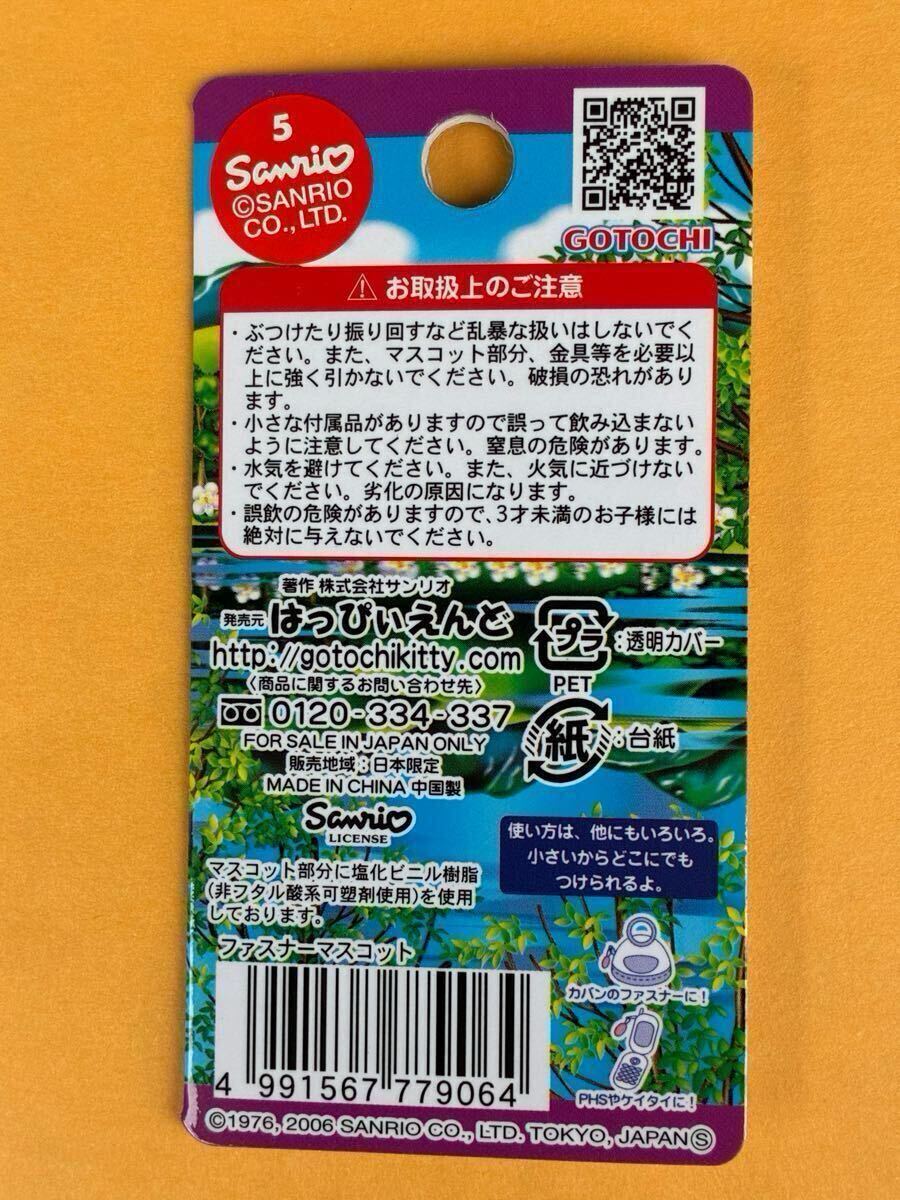 5
Sanrio
©SANRIO
CO., LTD.
GOTOCHI
⚠ お取扱上のご注意
・ぶつけたり振り回すなど乱暴な扱いはしないでく
ださい。また、マスコット部分、金具等を必要以
上に強く引かないでください。破損の恐れがあり
ます。
・小さな付属品がありますので誤って飲み込まない
ように注意してください。窒息の危険があります。
・水気を避けてください。また、火気に近づけない
でください。劣化の原因になります。
・誤飲の危険がありますので、3才未満のお子様には
絶対に与えないでください。
著作 株式会社サンリオ
発売元 はっぴぃえんど
http://gotochikitty.com
〈商品に関するお問い合わせ先〉
0120-334-337
FOR SALE IN JAPAN ONLY
販売地域：日本限定
MADE IN CHINA 中国製
Sanrio
LICENSE
プラ:透明カバー
PET
紙:台紙
マスコット部分に塩化ビニル樹脂
(非フタル酸系可塑剤使用)を使用
しております。
ファスナーマスコット
使い方は、他にもいろいろ。
小さいからどこにでも
つけられるよ。
カバンのファスナーに！
PHSやケイタイに！
4 991567 779064
©1976, 2006 SANRIO CO., LTD. TOKYO, JAPAN Ⓢ